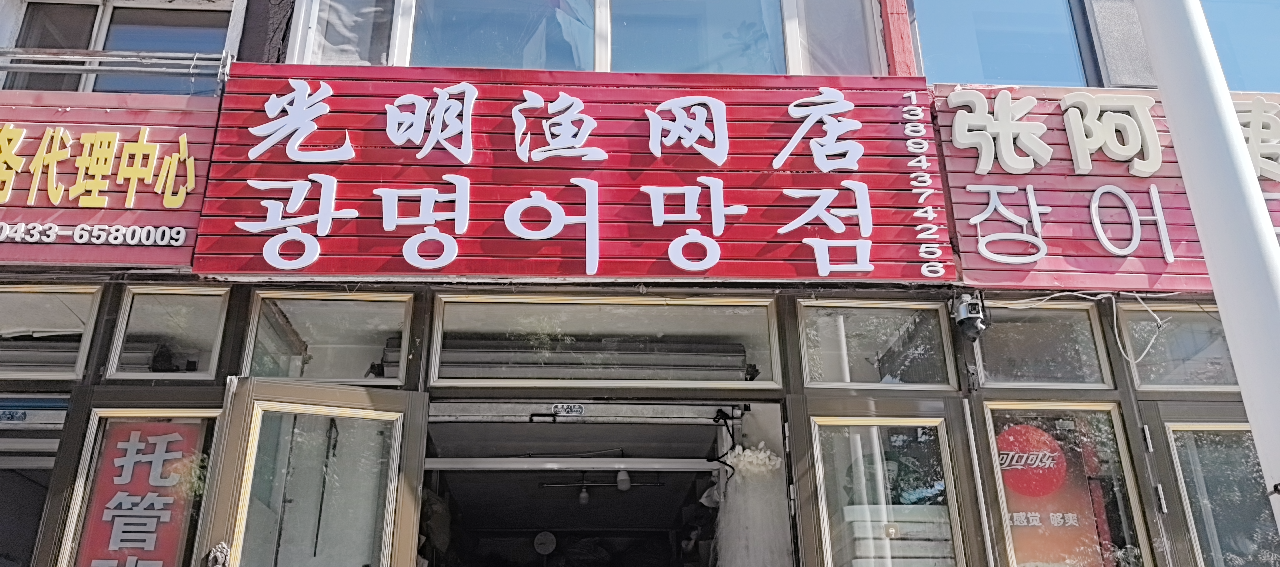 务代理中心
0433-6580009
光明渔网店
광명어망점
13894374256
张阿
장어
托管
可口可乐
感觉 够爽